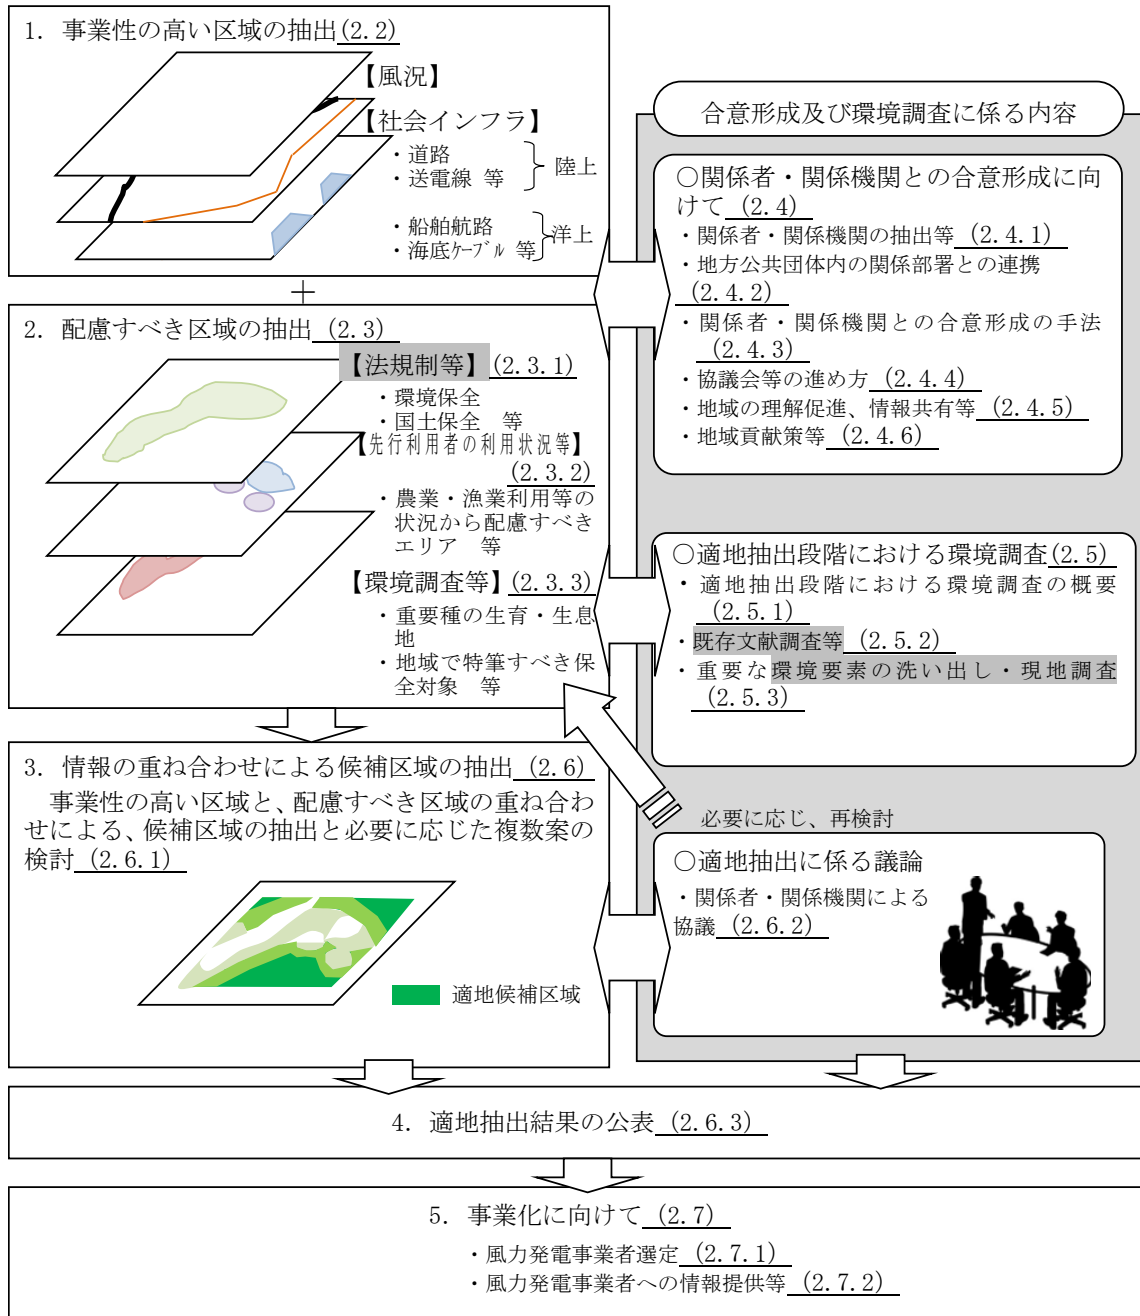 1. 事業性の高い区域の抽出(2.2)
【風況】
【社会インフラ】
・道路
・送電線 等
陸上
・船舶航路
・海底ケーブル 等
洋上
+
2. 配慮すべき区域の抽出 (2.3)
【法規制等】(2.3.1)
・環境保全
・国土保全 等
【先行利用者の利用状況等】
(2.3.2)
・農業・漁業利用等の
状況から配慮すべき
エリア 等
【環境調査等】(2.3.3)
・重要種の生育・生息
地
・地域で特筆すべき保
全対象 等
3. 情報の重ね合わせによる候補区域の抽出 (2.6)
事業性の高い区域と、配慮すべき区域の重ね合わ
せによる、候補区域の抽出と必要に応じた複数案の
検討 (2.6.1)
適地候補区域
合意形成及び環境調査に係る内容
○関係者・関係機関との合意形成に向
けて (2.4)
・関係者・関係機関の抽出等 (2.4.1)
・地方公共団体内の関係部署との連携
(2.4.2)
・関係者・関係機関との合意形成の手法
(2.4.3)
・協議会等の進め方 (2.4.4)
・地域の理解促進、情報共有等 (2.4.5)
・地域貢献策等 (2.4.6)
○適地抽出段階における環境調査(2.5)
・適地抽出段階における環境調査の概要
(2.5.1)
・既存文献調査等 (2.5.2)
・重要な環境要素の洗い出し・現地調査
(2.5.3)
必要に応じ、再検討
○適地抽出に係る議論
・関係者・関係機関による
協議 (2.6.2)
4. 適地抽出結果の公表 (2.6.3)
5. 事業化に向けて (2.7)
・風力発電事業者選定 (2.7.1)
・風力発電事業者への情報提供等 (2.7.2)